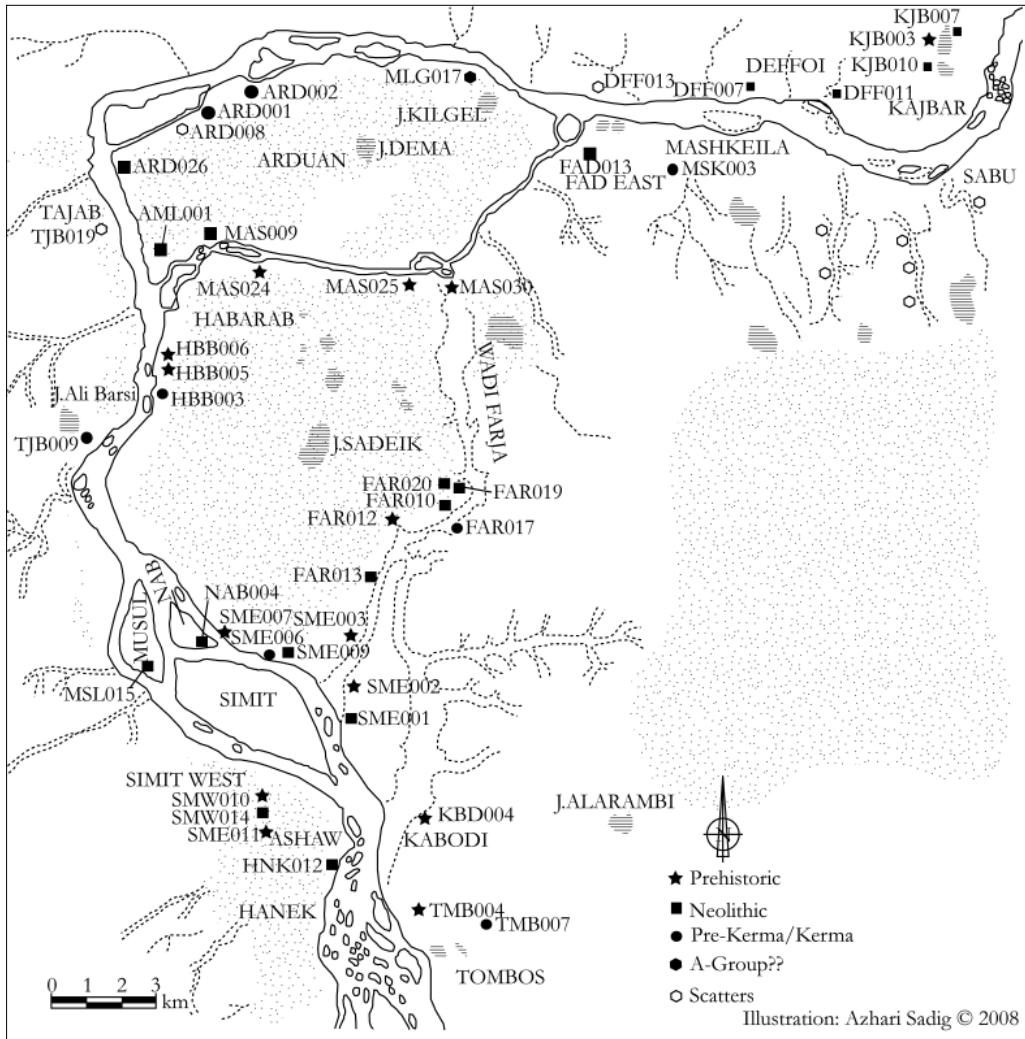 KJB007
KJB003
KJB010
DEFFOI
MLG017
DFF013
DFF007
DFF011
KAJBAR
ARD002
ARD001
ARD008
J.KILGEL
J.DEMA
ARDUAN
MASHKEILA
FAD013
FAD EAST
MSK003
SABU
ARD026
TAJAB
TJB019
AML001
MAS009
MAS024
MAS025
MAS030
HABARAB
HBB006
HBB005
HBB003
J.Ali Barsi
TJB009
WADI FARJA
J.SADEIK
FAR020
FAR019
FAR010
FAR012
FAR017
FAR013
NAB
MUSUL
NAB004
SME007
SME003
SME006
SME009
MSL015
SIMIT
SME002
SME001
SIMIT WEST
SMW010
SMW014
SME011
ASHAW
HNK012
KBD004
KABODI
J.ALARAMBI
HANEK
TMB004
TMB007
TOMBOS
N
Prehistoric
Neolithic
Pre-Kerma/Kerma
A-Group??
Scatters
0 1 2 3
km
Illustration: Azhari Sadig © 2008